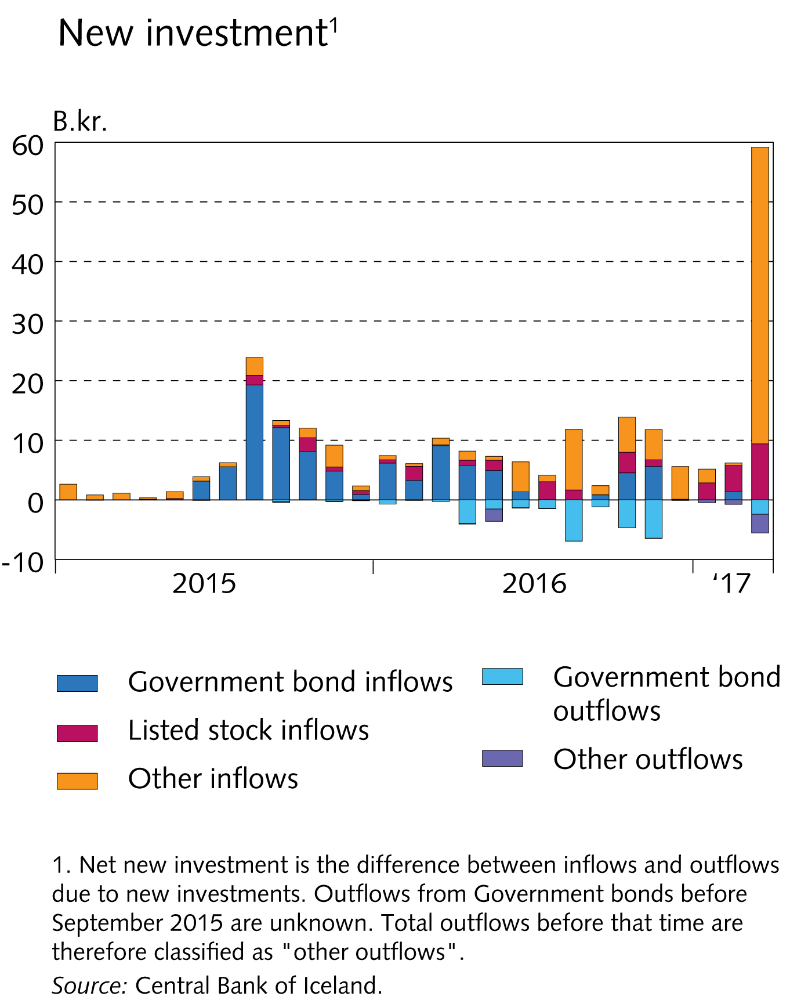 New investment¹
B.kr.
60
50
40
30
20
10
0
-10
2015
2016
‘17
Government bond inflows
Listed stock inflows
Other inflows
Government bond
outflows
Other outflows
1. Net new investment is the difference between inflows and outflows
due to new investments. Outflows from Government bonds before
September 2015 are unknown. Total outflows before that time are
therefore classified as "other outflows".
Source: Central Bank of Iceland.